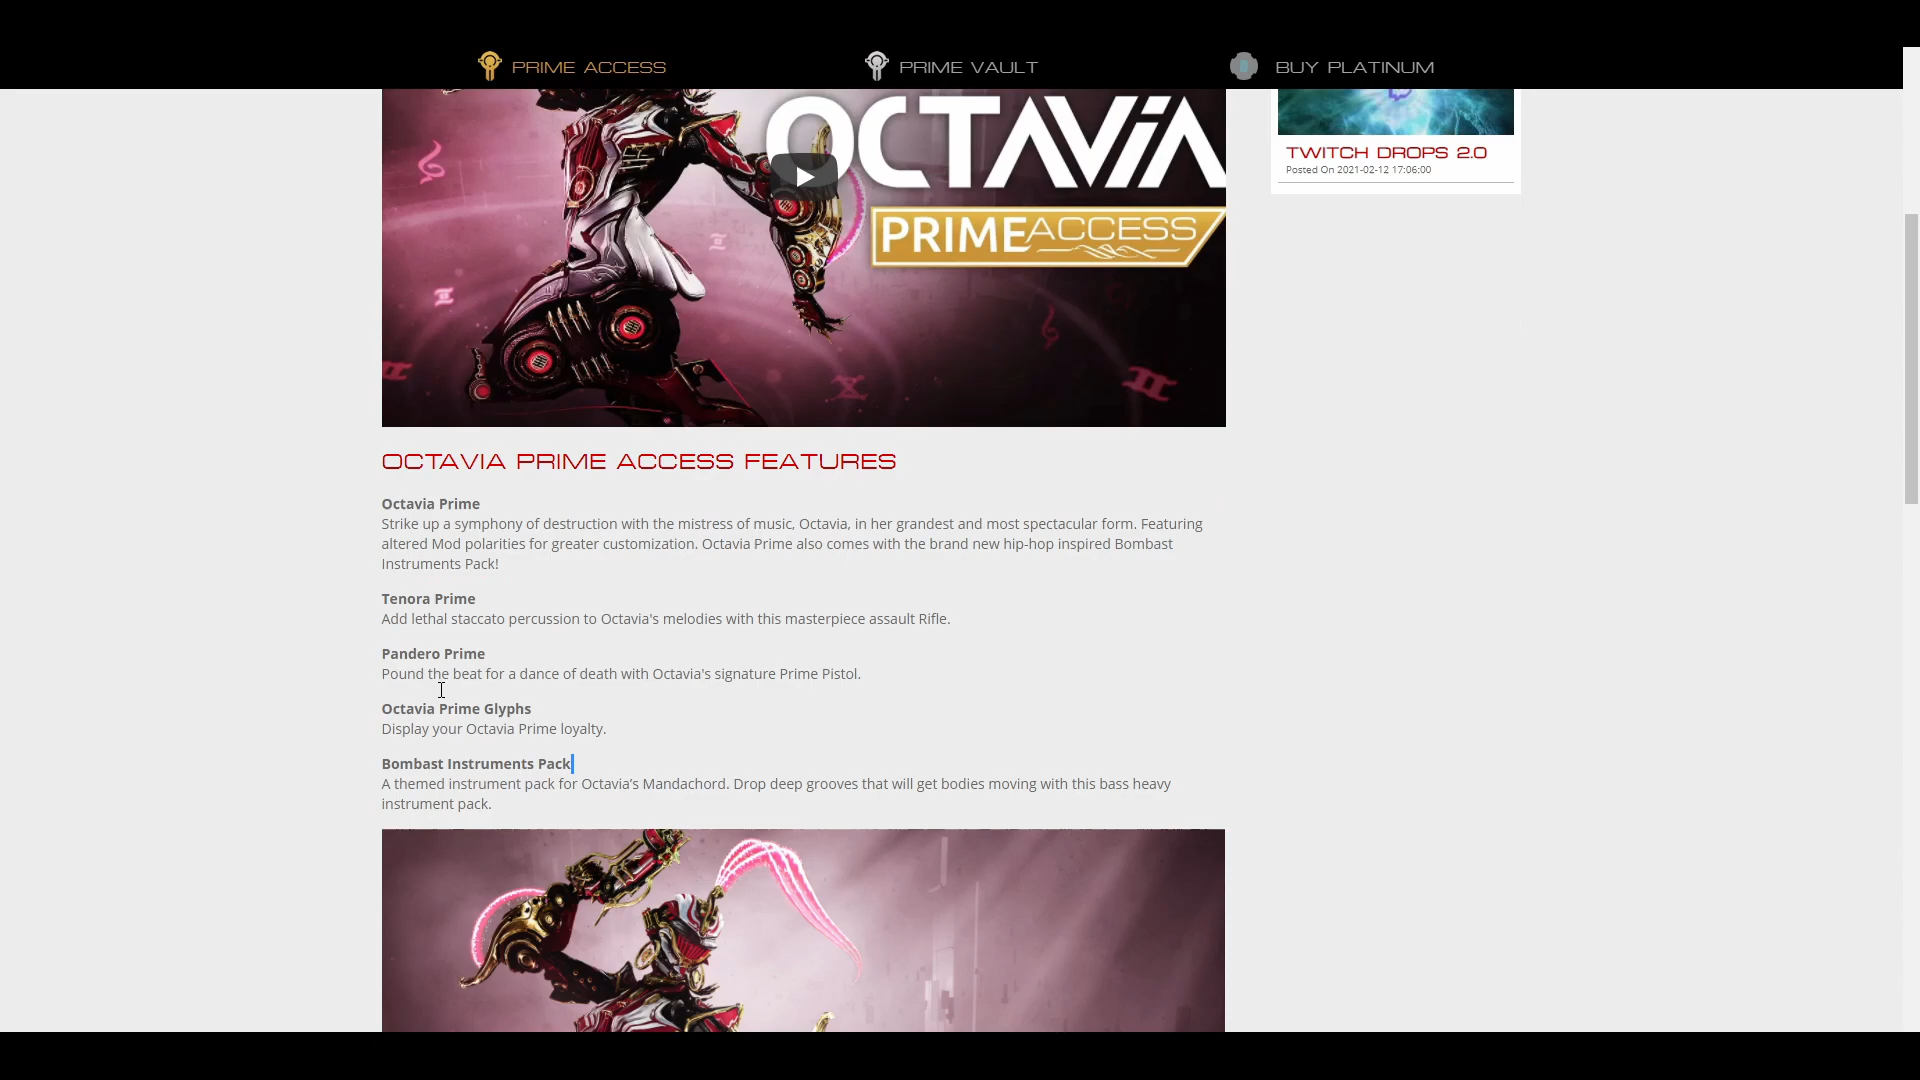 PRIME ACCESS
PRIME VAULT
BUY PLATINUM
OCTAVIA
PRIME ACCESS
TWITCH DROPS 2.0
Posted On 2021-02-12 17:06:00
OCTAVIA PRIME ACCESS FEATURES
Octavia Prime
Strike up a symphony of destruction with the mistress of music, Octavia, in her grandest and most spectacular form. Featuring
altered Mod polarities for greater customization. Octavia Prime also comes with the brand new hip-hop inspired Bombast
Instruments Pack!
Tenora Prime
Add lethal staccato percussion to Octavia's melodies with this masterpiece assault Rifle.
Pandero Prime
Pound the beat for a dance of death with Octavia's signature Prime Pistol.
Octavia Prime Glyphs
Display your Octavia Prime loyalty.
Bombast Instruments Pack
A themed instrument pack for Octavia’s Mandachord. Drop deep grooves that will get bodies moving with this bass heavy
instrument pack.